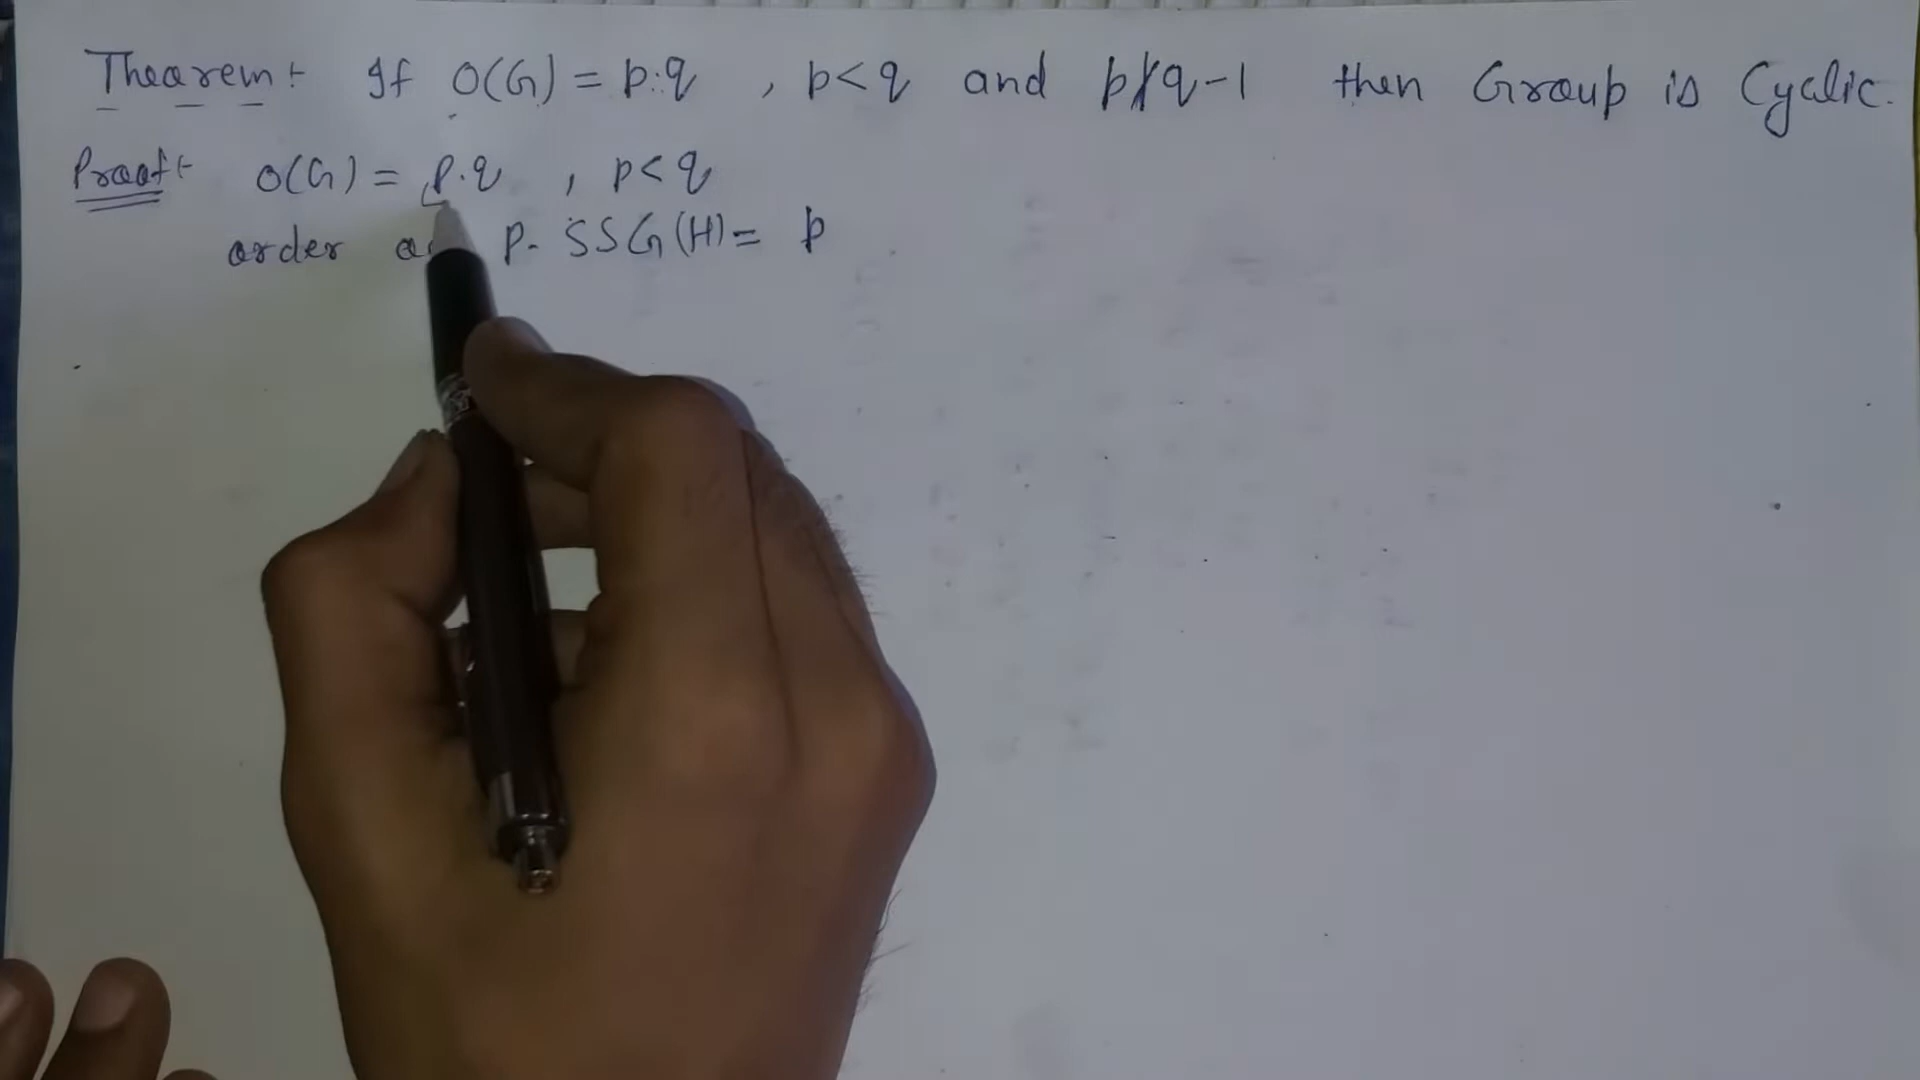 Theorem:- If O(G) = p.q , p<q and p∤q-1 then Group is Cyclic.
Proof:- O(G) = p.q , p<q
order P- SSG(H) = p